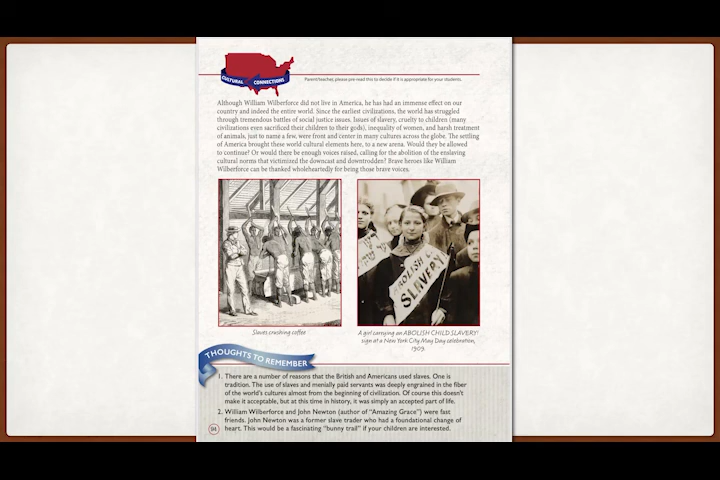 CULTURAL CONNECTIONS
Parent/teacher, please pre-read this to decide if it is appropriate for your students.
Although William Wilberforce did not live in America, he has had an immense effect on our
country and indeed the entire world. Since the earliest civilizations, the world has struggled
through tremendous battles of social justice issues. Issues of slavery, cruelty to children (many
civilizations even sacrificed their children to their gods), inequality of women, and harsh treatment
of animals, just to name a few, were front and center in many cultures across the globe. The settling
of America brought these world cultural elements here, to a new arena. Would they be allowed
to continue? Or would there be enough voices raised, calling for the abolition of the enslaving
cultural norms that victimized the downcast and downtrodden? Brave heroes like William
Wilberforce can be thanked wholeheartedly for being those brave voices.
ABOLISH
SLAVERY!
Slaves crushing coffee
A girl carrying an ABOLISH CHILD SLAVERY!
sign at a New York City May Day celebration,
1909.
THOUGHTS TO REMEMBER
1. There are a number of reasons that the British and Americans used slaves. One is
tradition. The use of slaves and menially paid servants was deeply engrained in the fiber
of the world's cultures almost from the beginning of civilization. Of course this doesn't
make it acceptable, but at this time in history, it was simply an accepted part of life.
2. William Wilberforce and John Newton (author of "Amazing Grace") were fast
friends. John Newton was a former slave trader who had a foundational change of
heart. This would be a fascinating "bunny trail" if your children are interested.